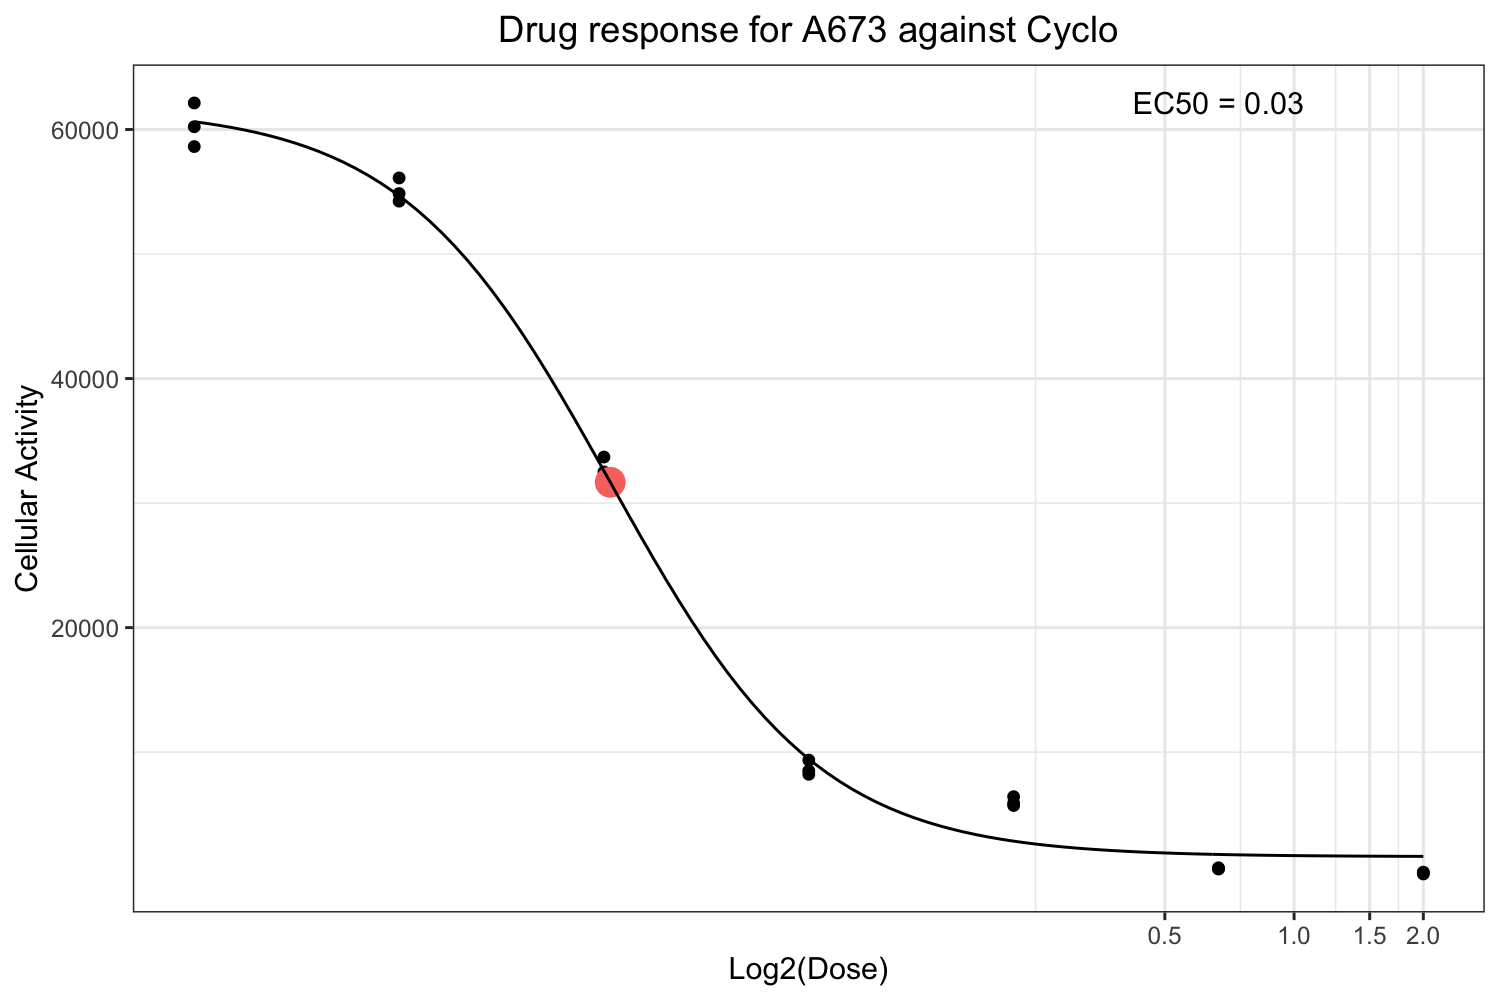 Drug response for A673 against Cyclo
EC50 = 0.03
60000
40000
20000
Cellular Activity
0.5 1.0 1.5 2.0
Log2(Dose)